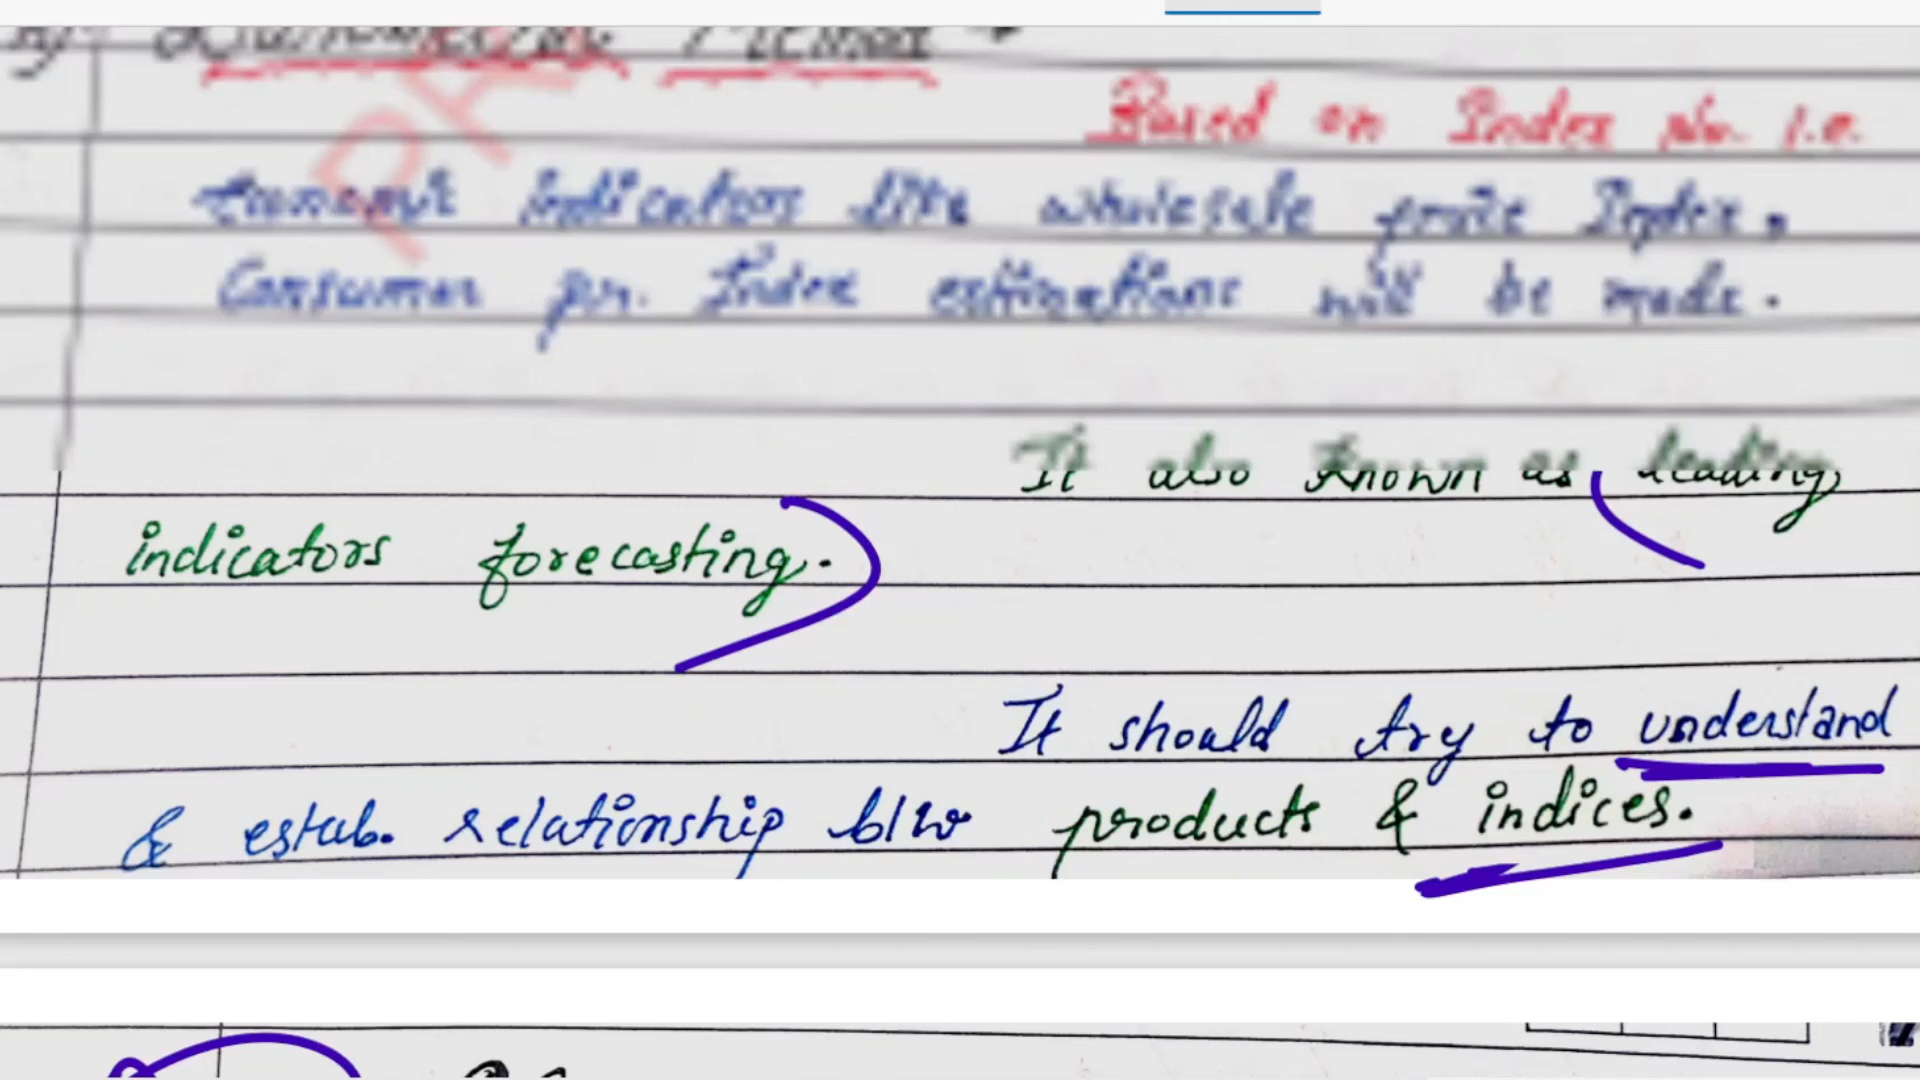 Method →
Based on Index No. i.e.
Economic indicators like wholesale price Index,
Consumer pr. Index estimations will be made.
It also known as leading
indicators forecasting.
It should try to understand
& estab. relationship b/w products & indices.